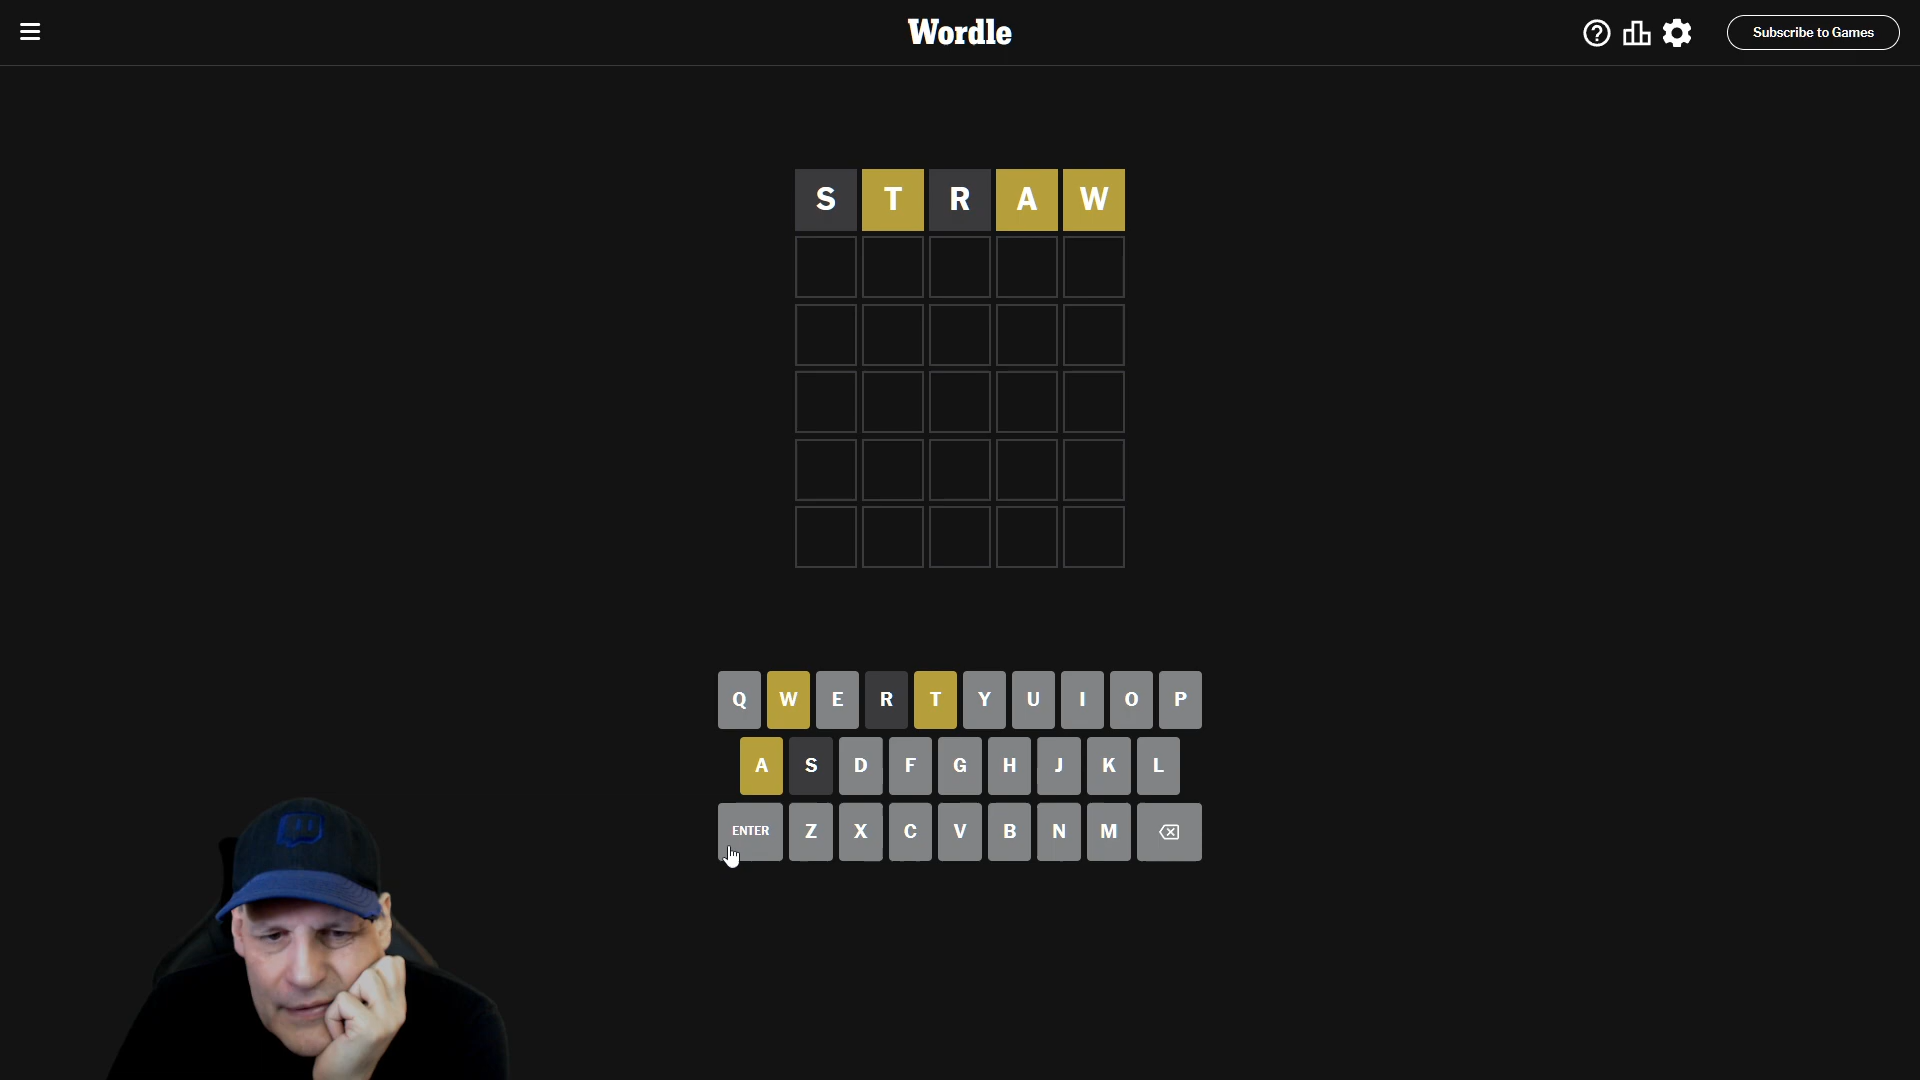 Wordle
Subscribe to Games
S T R A W
Q W E R T Y U I O P
A S D F G H J K L
ENTER Z X C V B N M